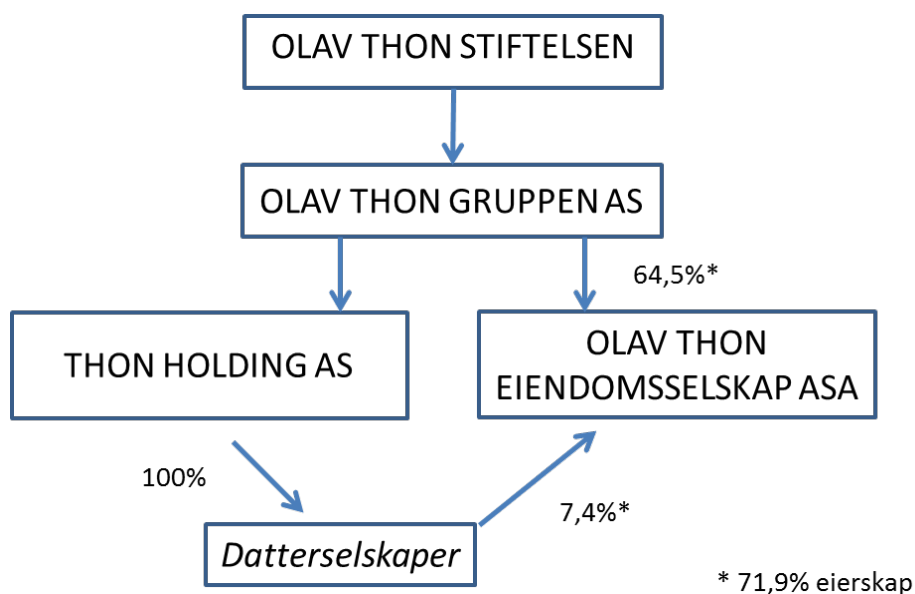 OLAV THON STIFTELSEN
OLAV THON GRUPPEN AS
64,5%*
THON HOLDING AS
OLAV THON
EIENDOMSSELSKAP ASA
100%
7,4%*
Datterselskaper
* 71,9% eierskap